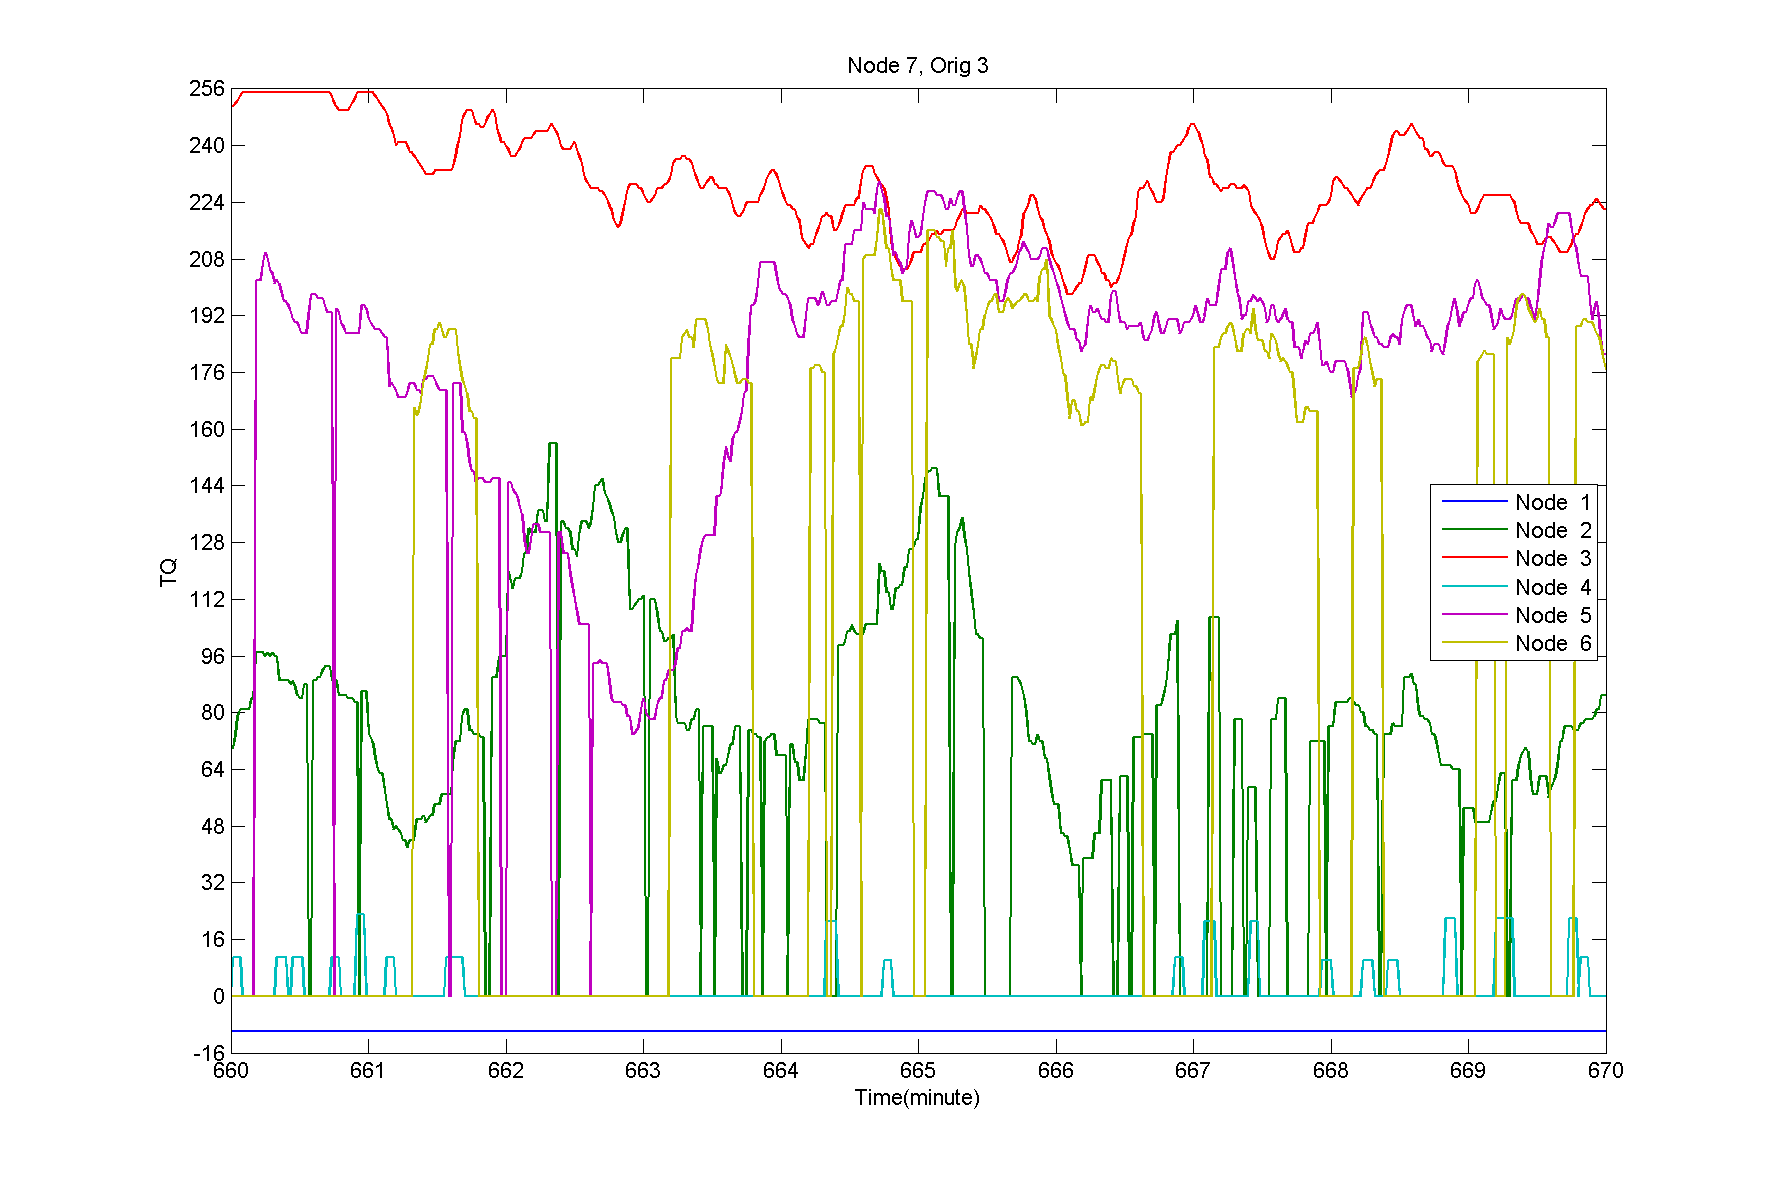 Node 7, Orig 3
256
240
224
208
192
176
160
144
128
112
96
80
64
48
32
16
0
-16
TQ
Node 1
Node 2
Node 3
Node 4
Node 5
Node 6
660 661 662 663 664 665 666 667 668 669 670
Time(minute)